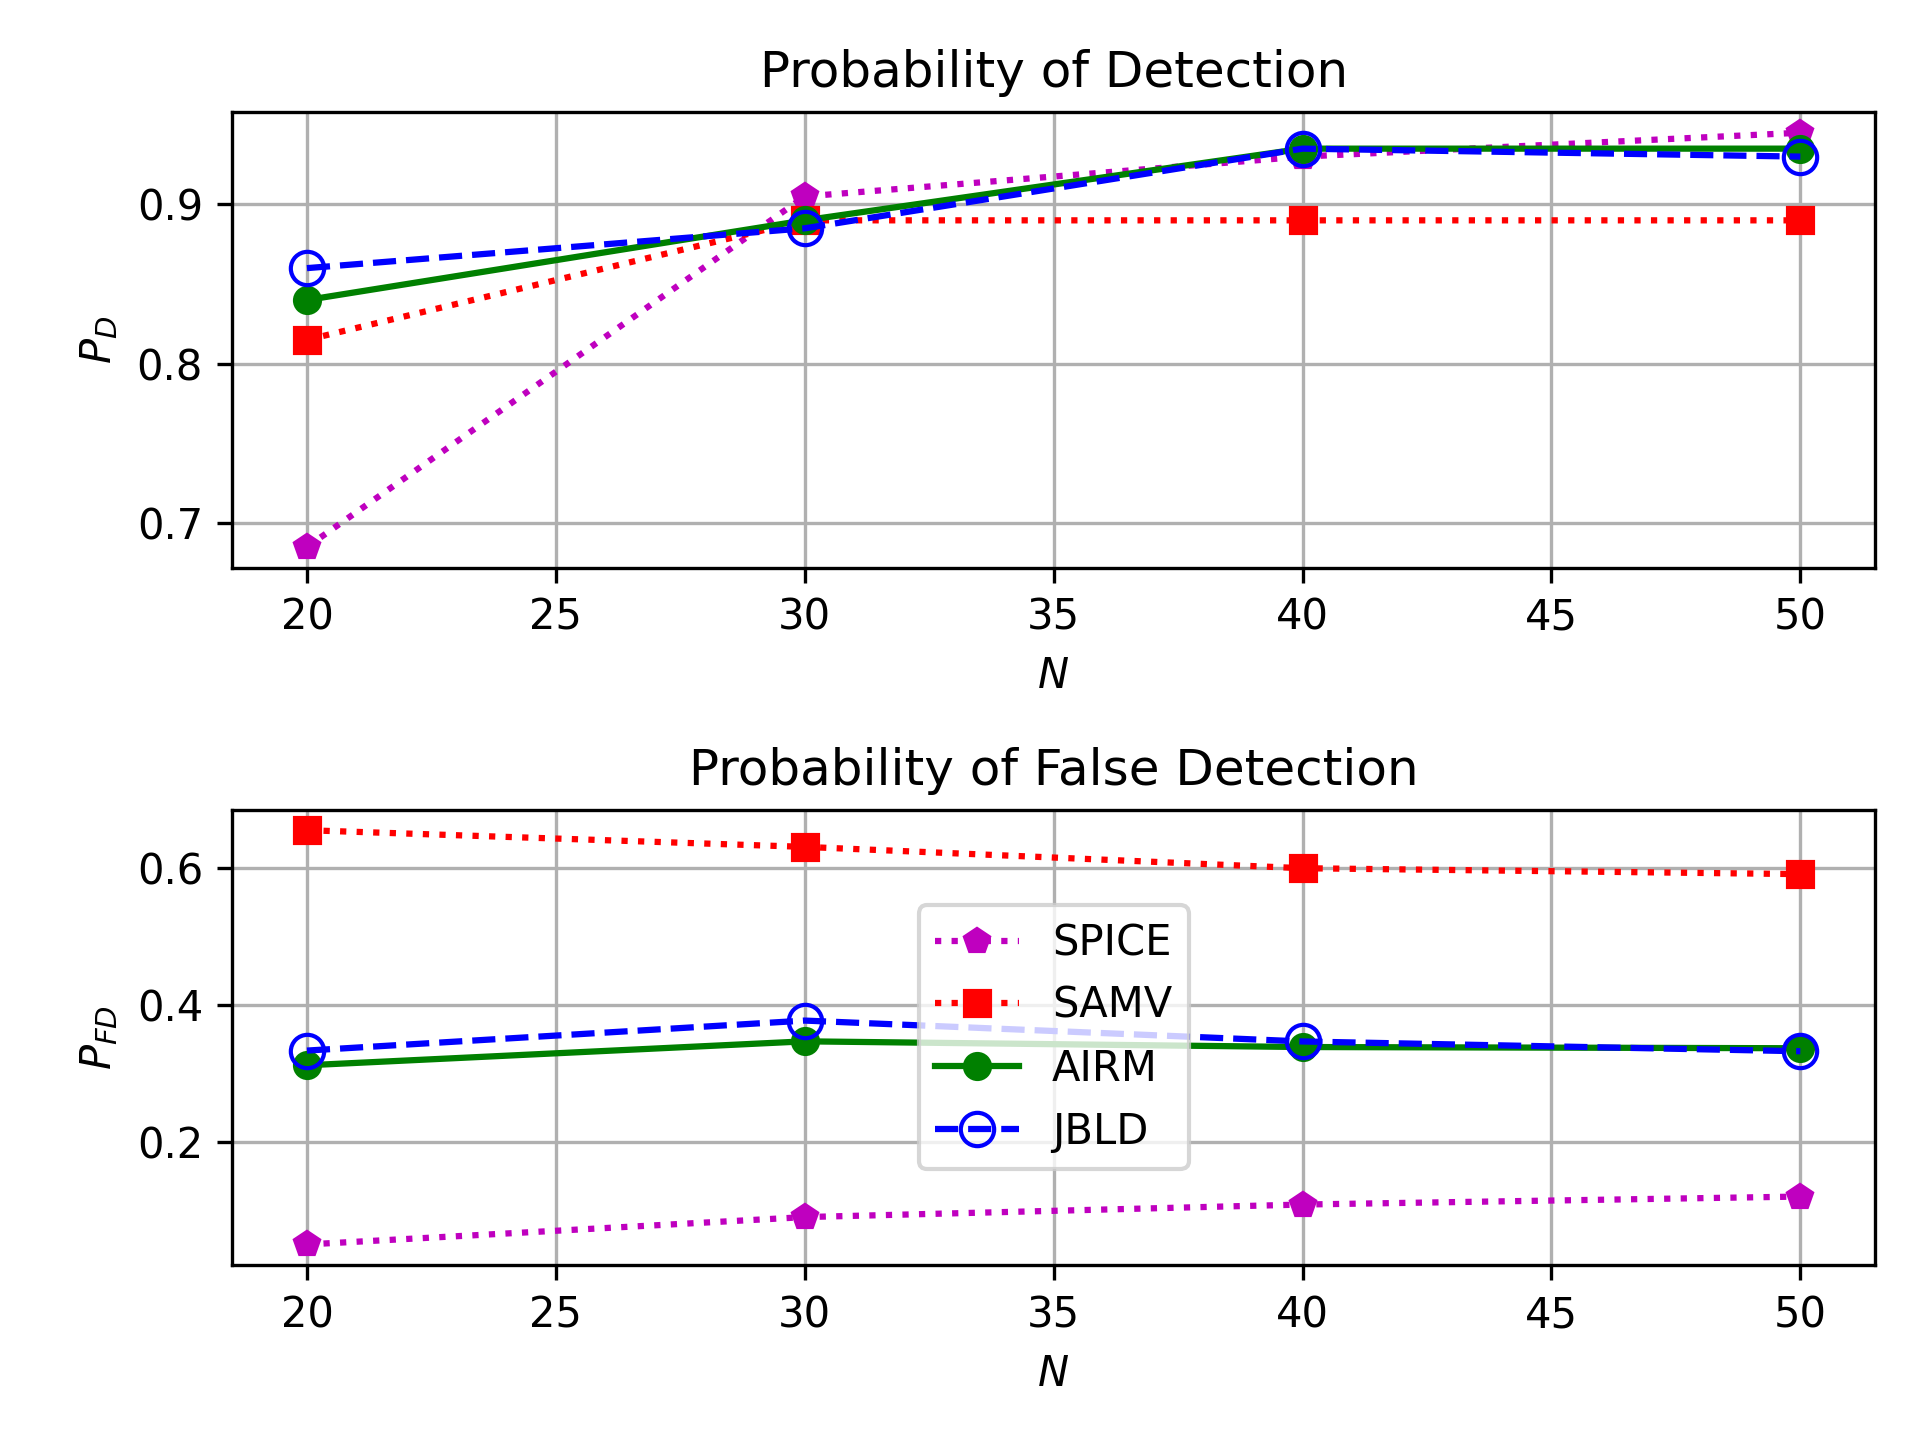 Probability of Detection
P_D
0.9
0.8
0.7
20 25 30 35 40 45 50
N
Probability of False Detection
P_FD
0.6
0.4
0.2
SPICE
SAMV
AIRM
JBLD
20 25 30 35 40 45 50
N